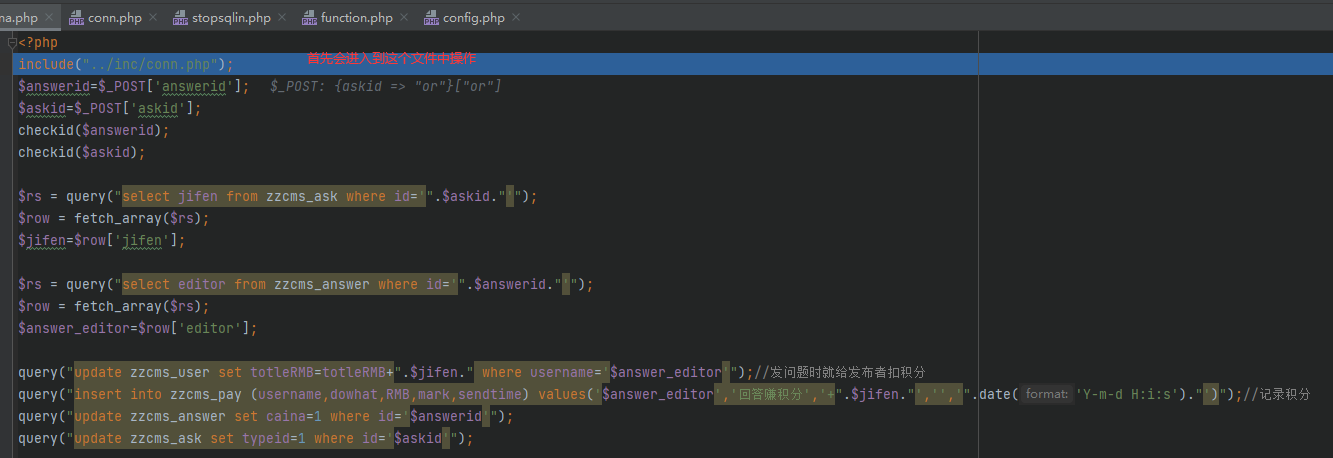 na.php conn.php stopsqlin.php function.php config.php
<?php
include("../inc/conn.php"); 首先会进入到这个文件中操作
$answerid=$_POST['answerid']; $_POST: {askid => "or"}["or"]
$askid=$_POST['askid'];
checkid($answerid);
checkid($askid);
$rs = query("select jifen from zzcms_ask where id='".$askid."'");
$row = fetch_array($rs);
$jifen=$row['jifen'];
$rs = query("select editor from zzcms_answer where id='".$answerid."'");
$row = fetch_array($rs);
$answer_editor=$row['editor'];
query("update zzcms_user set totleRMB=totleRMB+".$jifen." where username='$answer_editor'");//发问题时就给发布者扣积分
query("insert into zzcms_pay (username,dowhat,RMB,mark,sendtime) values('$answer_editor','回答赚积分','+".$jifen."','','".date( format: 'Y-m-d H:i:s')."')");//记录积分
query("update zzcms_answer set caina=1 where id='$answerid'");
query("update zzcms_ask set typeid=1 where id='$askid'");